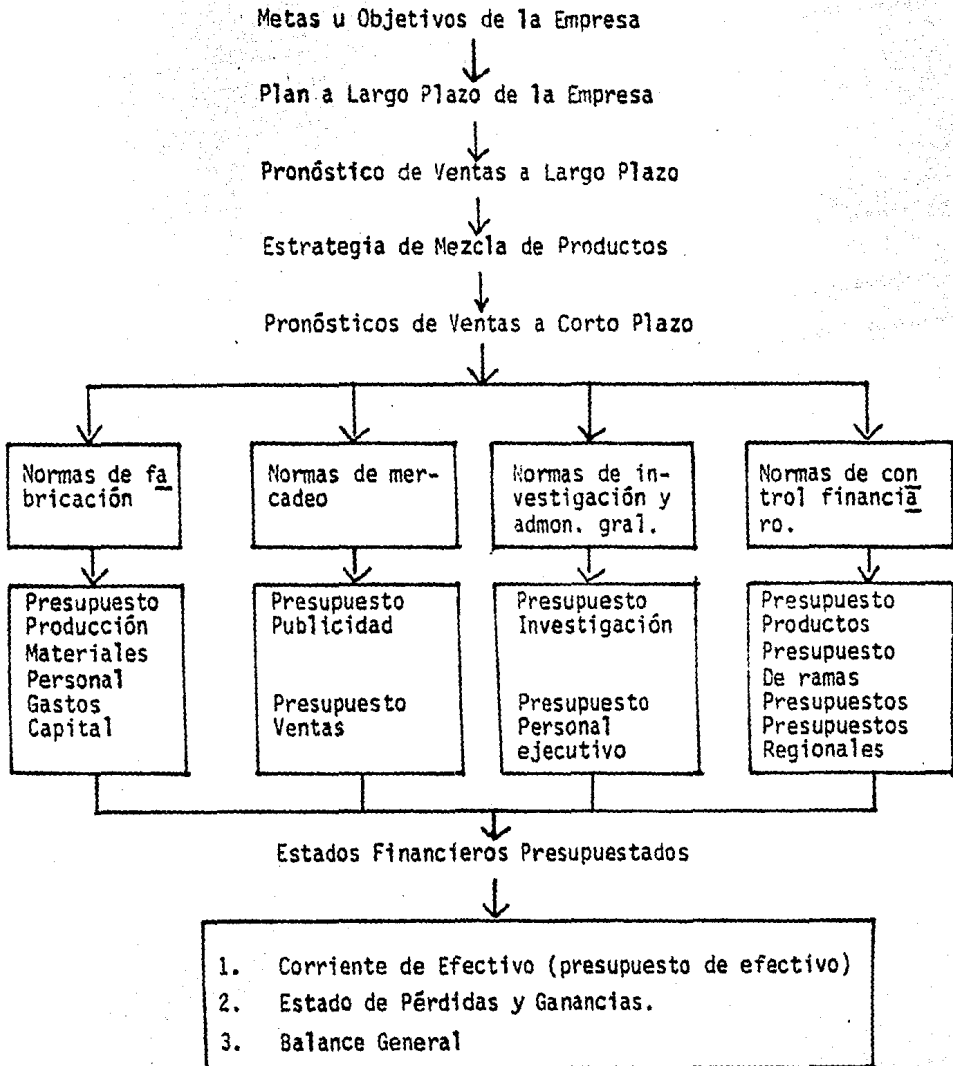 Metas u Objetivos de la Empresa
Plan a Largo Plazo de la Empresa
Pronóstico de Ventas a Largo Plazo
Estrategia de Mezcla de Productos
Pronósticos de Ventas a Corto Plazo
Normas de fa
bricación
Normas de mer-
cadeo
Normas de in-
vestigación y
admon. gral.
Normas de con
trol financia
ro.
Presupuesto
Producción
Materiales
Personal
Gastos
Capital
Presupuesto
Publicidad
Presupuesto
Ventas
Presupuesto
Investigación
Presupuesto
Personal
ejecutivo
Presupuesto
Productos
Presupuesto
De ramas
Presupuestos
Presupuestos
Regionales
Estados Financieros Presupuestados
1. Corriente de Efectivo (presupuesto de efectivo)
2. Estado de Pérdidas y Ganancias.
3. Balance General